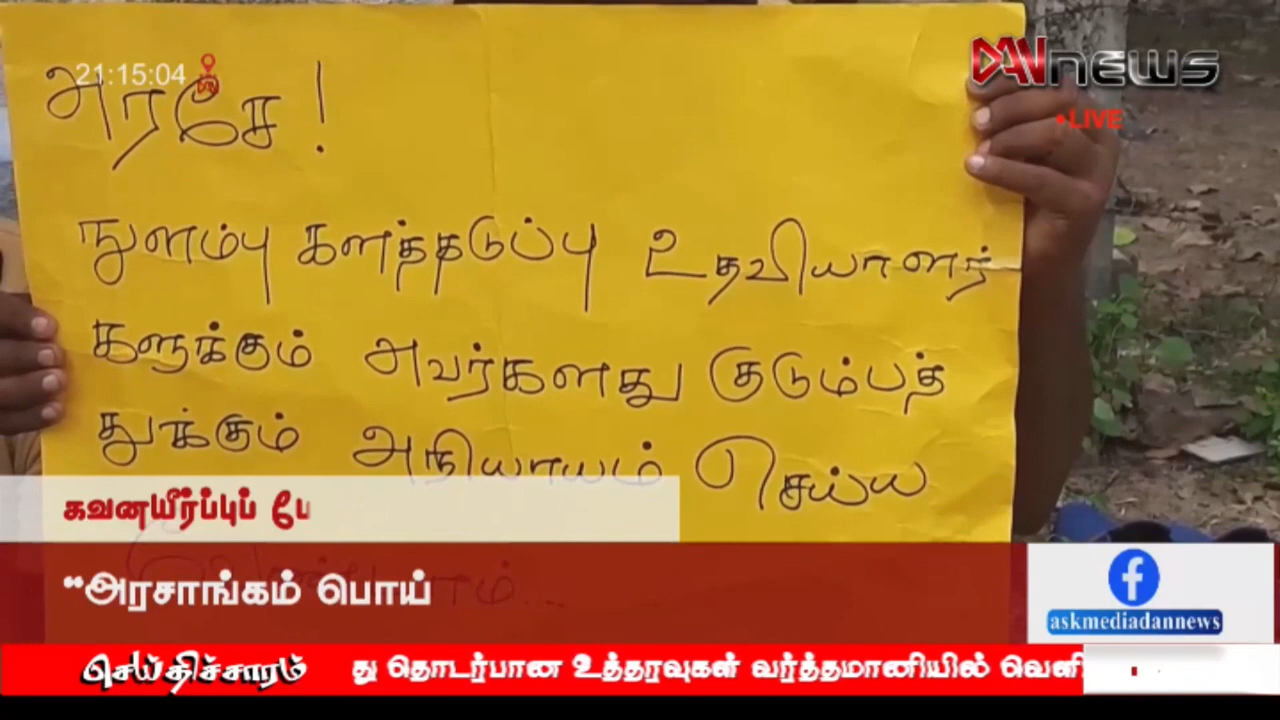 21:15:04
DAN news
• LIVE
அரசே!
நுளம்பு களத்தடுப்பு உதவியாளர்
களுக்கும் அவர்களது குடும்பத்
துக்கும் அநியாயம் செய்ய
கவனயீர்ப்புப் பே
“அரசாங்கம் பொய்
askmediadannews
செய்திச்சாரம் து தொடர்பான உத்தரவுகள் வர்த்தமானியில் வெளி